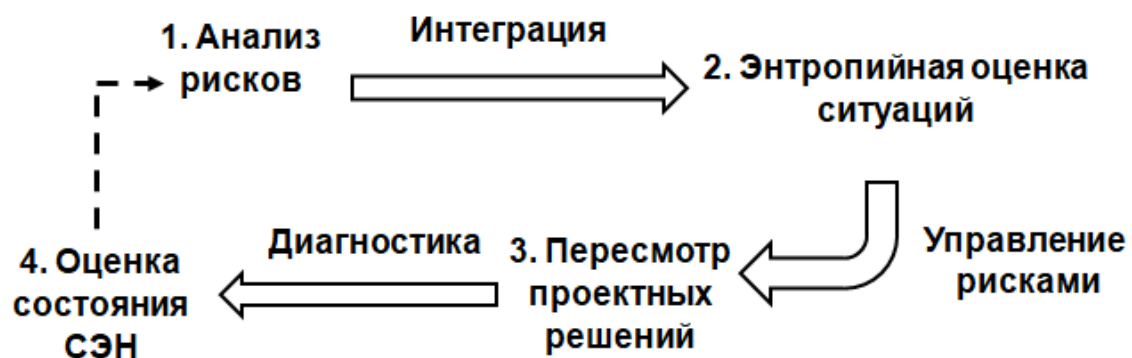 1. Анализ
рисков
Интеграция
2. Энтропийная оценка
ситуаций
Управление
рисками
3. Пересмотр
проектных
решений
Диагностика
4. Оценка
состояния
СЭН